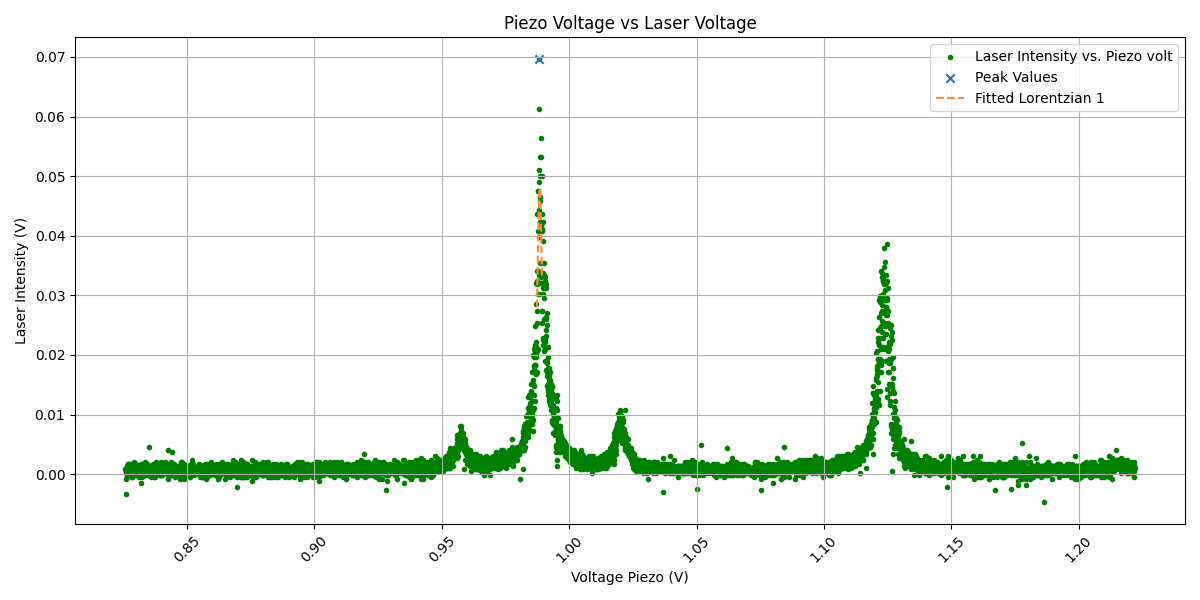 Piezo Voltage vs Laser Voltage
Laser Intensity vs. Piezo volt
Peak Values
Fitted Lorentzian 1
Laser Intensity (V)
0.07
0.06
0.05
0.04
0.03
0.02
0.01
0.00
0.85
0.90
0.95
1.00
1.05
1.10
1.15
1.20
Voltage Piezo (V)